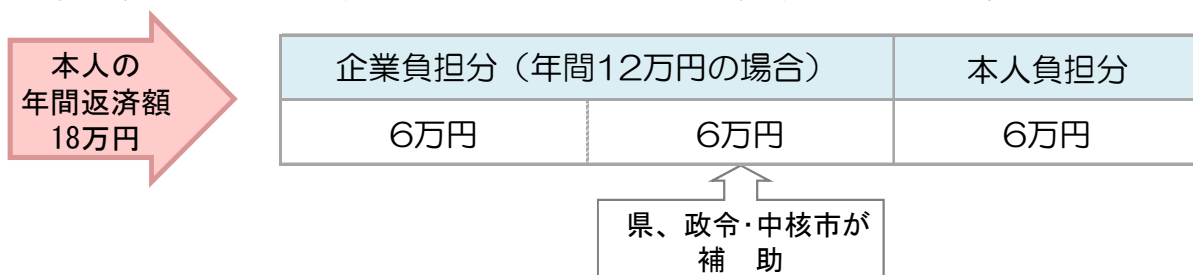 本人の
年間返済額
18万円
企業負担分（年間12万円の場合） 本人負担分
6万円 6万円 6万円
県、政令・中核市が
補　助